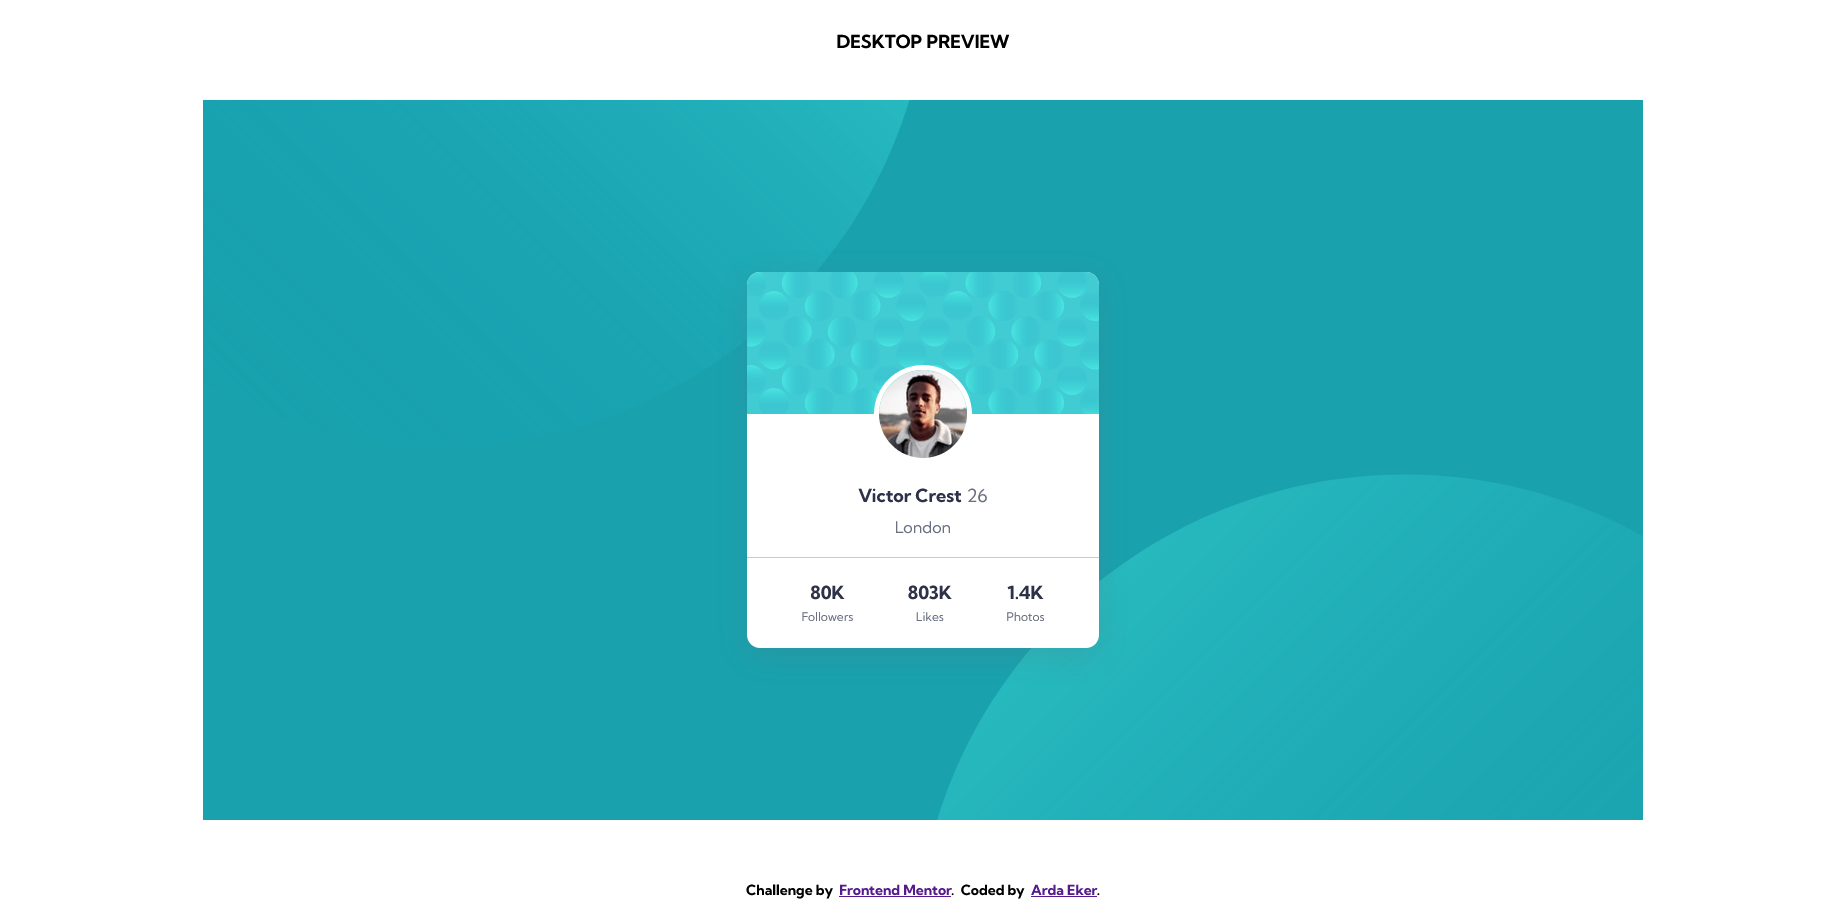 DESKTOP PREVIEW
Victor Crest 26
London
80K 803K 1.4K
Followers Likes Photos
Challenge by Frontend Mentor. Coded by Arda Eker.